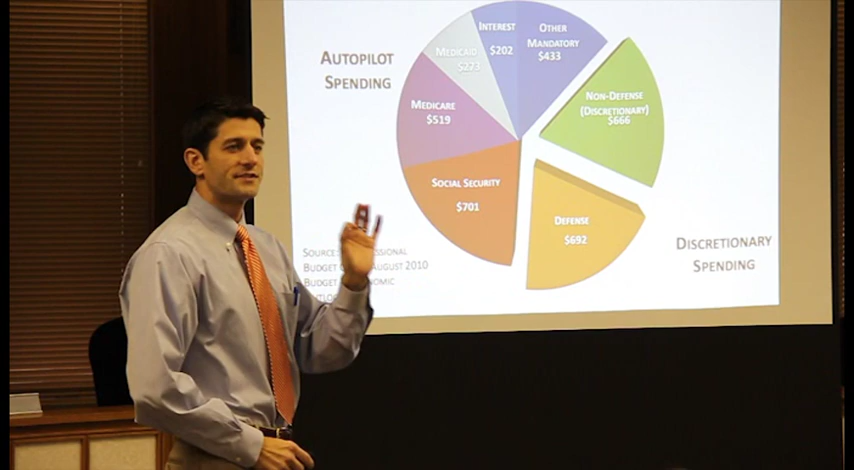 AUTOPILOT
SPENDING
INTEREST
$202
OTHER
MANDATORY
$433
MEDICAID
$273
MEDICARE
$519
NON-DEFENSE
(DISCRETIONARY)
$666
SOCIAL SECURITY
$701
DEFENSE
$692
DISCRETIONARY
SPENDING
SOURCE:
BUDGET AUGUST 2010
BUDGET